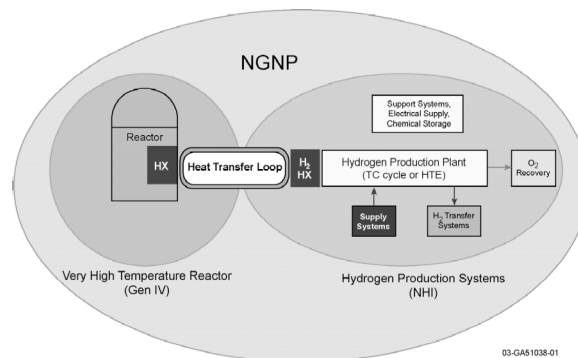 NGNP
Support Systems,
Electrical Supply,
Chemical Storage
Reactor
HX
Heat Transfer Loop
H2
HX
Hydrogen Production Plant
(TC cycle or HTE)
O2
Recovery
Supply
Systems
H2 Transfer
Systems
Very High Temperature Reactor
(Gen IV)
Hydrogen Production Systems
(NHI)
03-GA51038-01